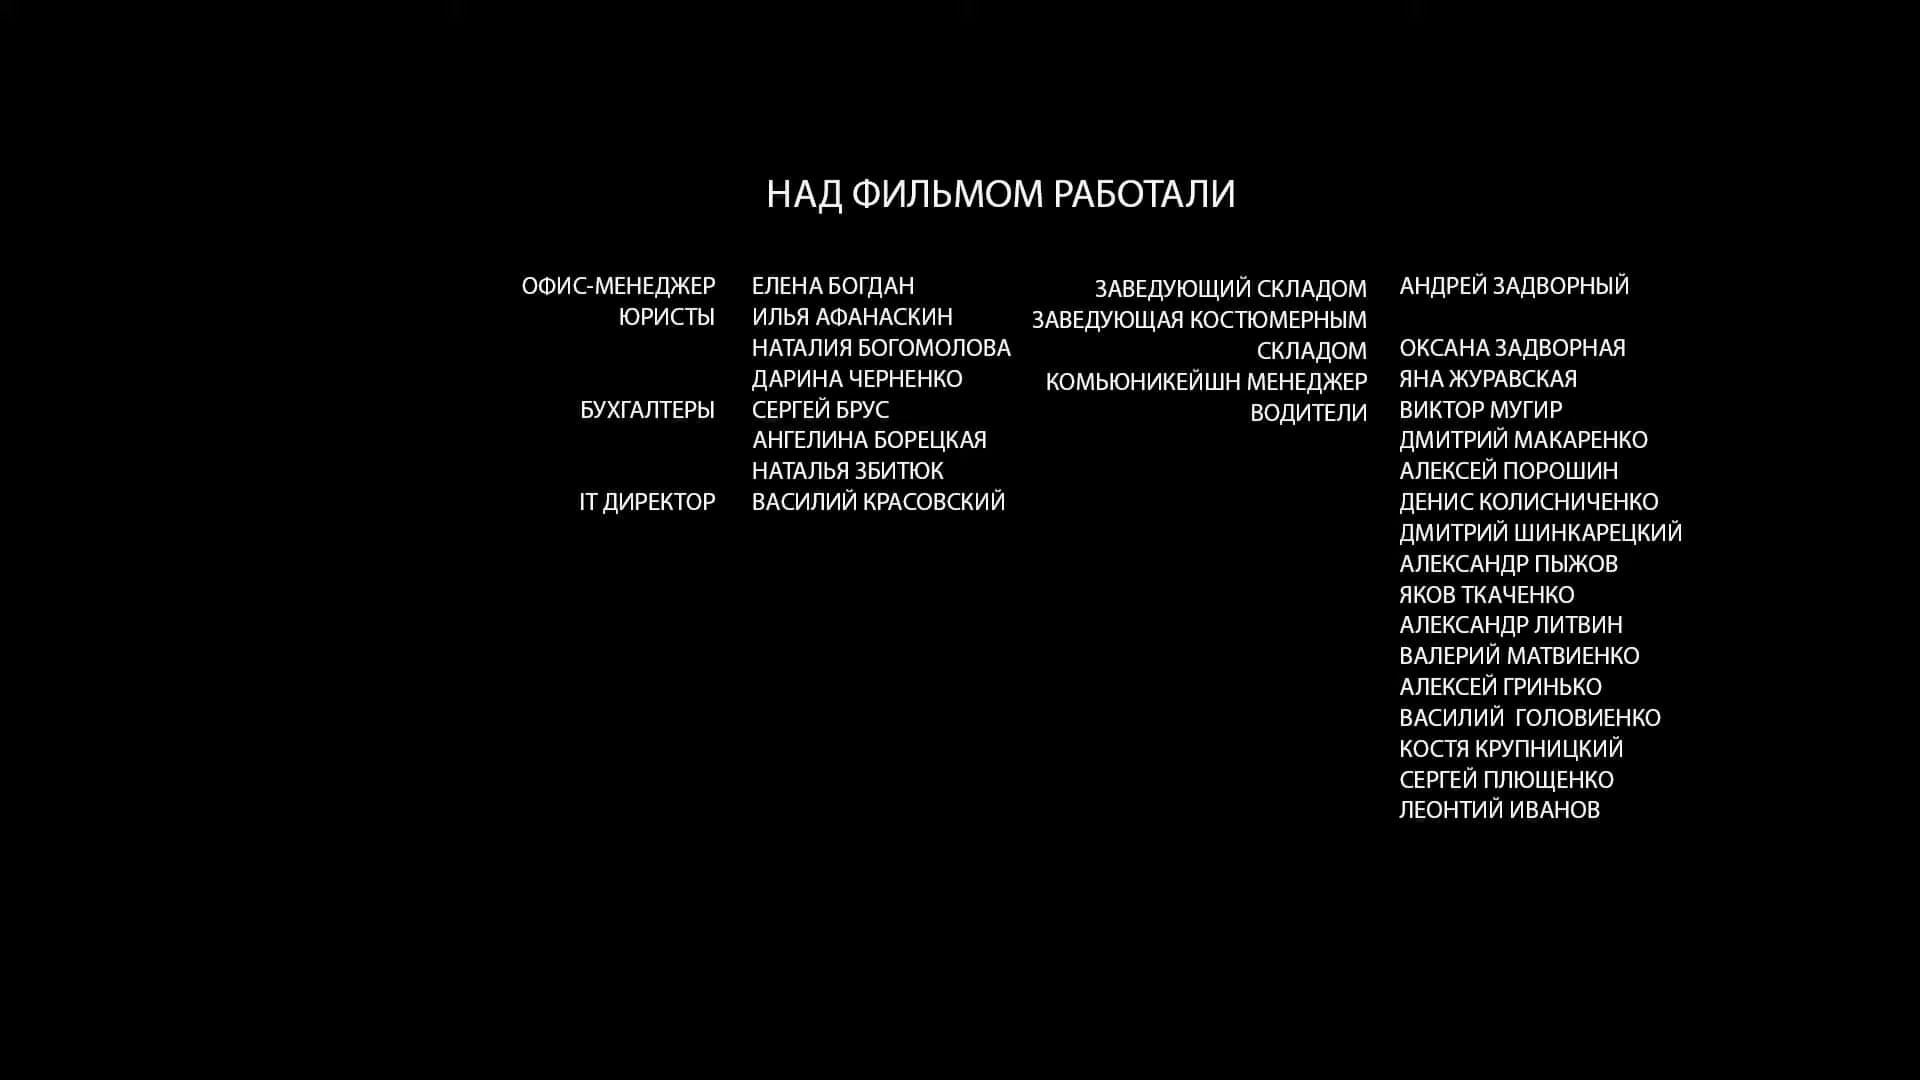 НАД ФИЛЬМОМ РАБОТАЛИ
ОФИС-МЕНЕДЖЕР ЕЛЕНА БОГДАН
ЮРИСТЫ ИЛЬЯ АФАНАСКИН
НАТАЛИЯ БОГОМОЛОВА
ДАРИНА ЧЕРНЕНКО
БУХГАЛТЕРЫ СЕРГЕЙ БРУС
АНГЕЛИНА БОРЕЦКАЯ
НАТАЛЬЯ ЗБИТЮК
IT ДИРЕКТОР ВАСИЛИЙ КРАСОВСКИЙ
ЗАВЕДУЮЩИЙ СКЛАДОМ АНДРЕЙ ЗАДВОРНЫЙ
ЗАВЕДУЮЩАЯ КОСТЮМЕРНЫМ
СКЛАДОМ ОКСАНА ЗАДВОРНАЯ
КОМЬЮНИКЕЙШН МЕНЕДЖЕР ЯНА ЖУРАВСКАЯ
ВОДИТЕЛИ ВИКТОР МУГИР
ДМИТРИЙ МАКАРЕНКО
АЛЕКСЕЙ ПОРОШИН
ДЕНИС КОЛИСНИЧЕНКО
ДМИТРИЙ ШИНКАРЕЦКИЙ
АЛЕКСАНДР ПЫЖОВ
ЯКОВ ТКАЧЕНКО
АЛЕКСАНДР ЛИТВИН
ВАЛЕРИЙ МАТВИЕНКО
АЛЕКСЕЙ ГРИНЬКО
ВАСИЛИЙ ГОЛОВИЕНКО
КОСТЯ КРУПНИЦКИЙ
СЕРГЕЙ ПЛЮЩЕНКО
ЛЕОНТИЙ ИВАНОВ